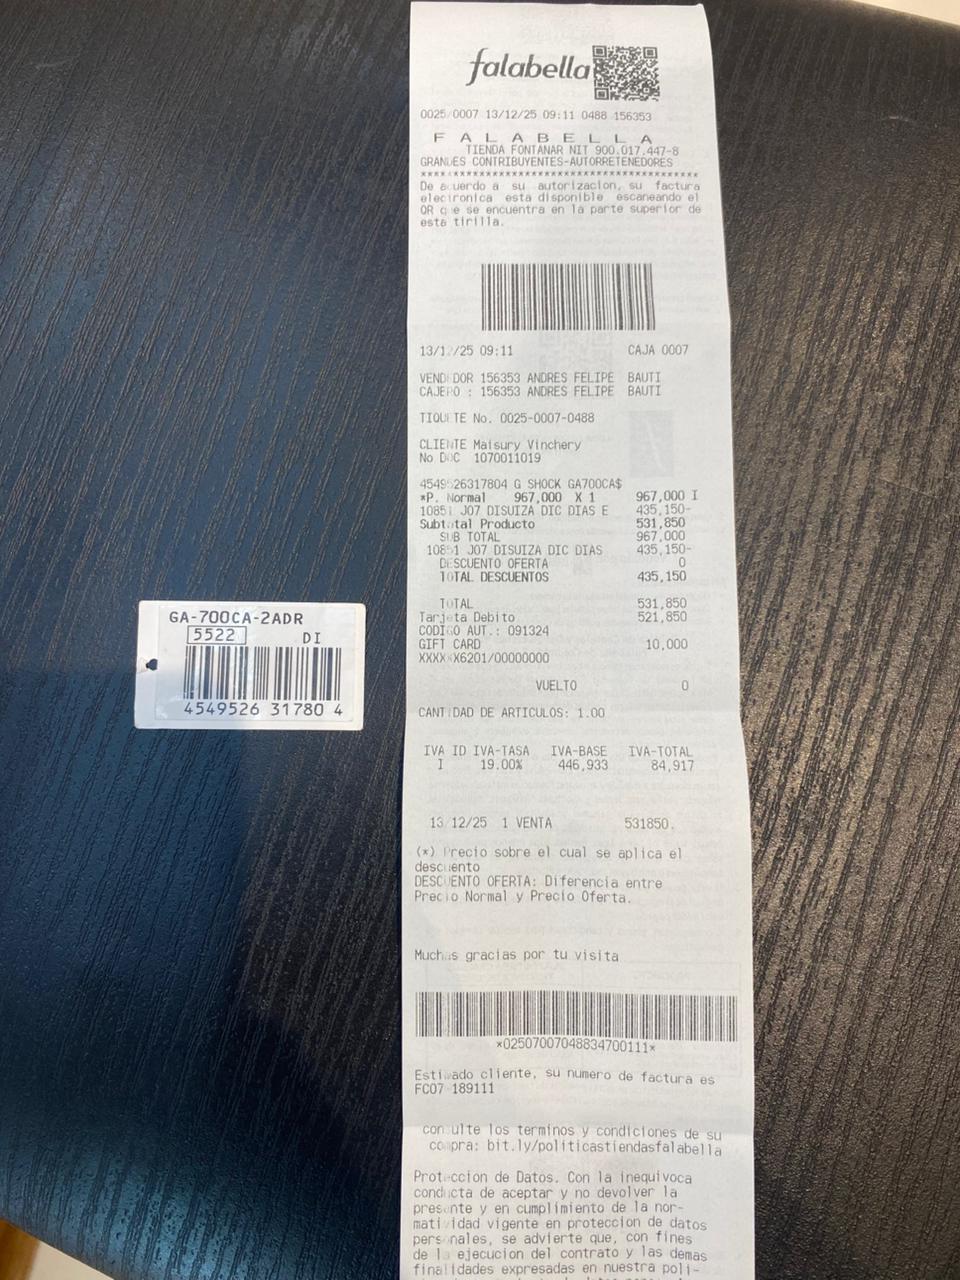 falabella
0025/0007 13/12/25 09:11 0488 156353
F A L A B E L L A
TIENDA FONTANAR NIT 900.017.447-8
GRANDES CONTRIBUYENTES-AUTORRETENEDORES
****************************************
De acuerdo a su autorizacion, su factura
electronica esta disponible escaneando el
QR que se encuentra en la parte superior de
esta tirilla.
13/12/25 09:11 CAJA 0007
VENDEDOR 156353 ANDRES FELIPE BAUTI
CAJERO : 156353 ANDRES FELIPE BAUTI
TIQUETE No. 0025-0007-0488
CLIENTE Maisury Vinchery
No DOC 1070011019
4549526317804 G SHOCK GA700CA$
*P. Normal 967,000 X 1 967,000 I
10851 J07 DISUIZA DIC DIAS E 435,150-
Subtotal Producto 531,850
SUB TOTAL 967,000
10851 J07 DISUIZA DIC DIAS 435,150-
DESCUENTO OFERTA 0
TOTAL DESCUENTOS 435,150
TOTAL 531,850
Tarjeta Debito 521,850
CODIGO AUT.: 091324
GIFT CARD 10,000
XXXXXX6201/00000000
VUELTO 0
CANTIDAD DE ARTICULOS: 1.00
IVA ID IVA-TASA IVA-BASE IVA-TOTAL
I 19.00% 446,933 84,917
13/12/25 1 VENTA 531850.
(*) Precio sobre el cual se aplica el
descuento
DESCUENTO OFERTA: Diferencia entre
Precio Normal y Precio Oferta.
Muchas gracias por tu visita
*02507007048834700111*
Estimado cliente, su numero de factura es
FC07 189111
consulte los terminos y condiciones de su
compra: bit.ly/politicastiendasfalabella
Proteccion de Datos. Con la inequivoca
conducta de aceptar y no devolver la
presente y en cumplimiento de la nor-
matividad vigente en proteccion de datos
personales, se advierte que, con fines
de la ejecucion del contrato y las demas
finalidades expresadas en nuestra poli-
GA-700CA-2ADR
5522 DI
4549526 31780 4